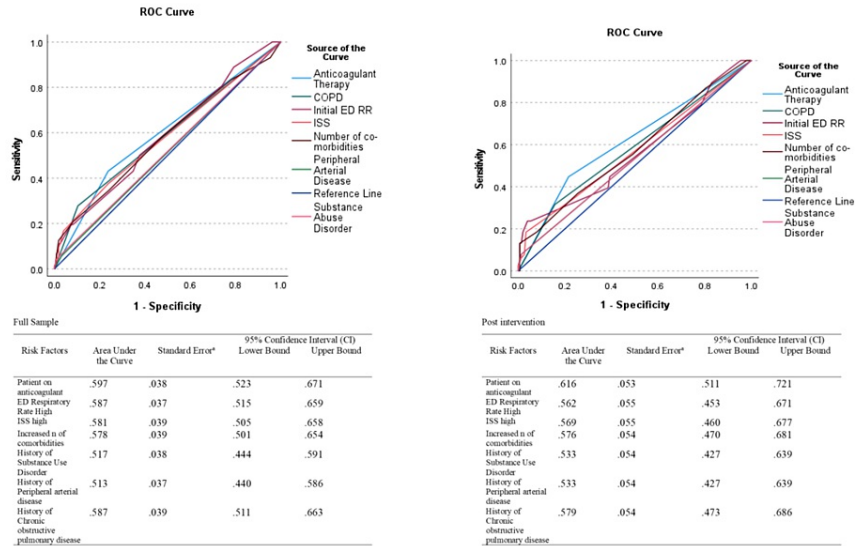 ROC Curve
1.0
0.8
0.6
0.4
0.2
0.0
Sensitivity
0.0 0.2 0.4 0.6 0.8 1.0
1 - Specificity
Source of the
Curve
Anticoagulant
Therapy
COPD
Initial ED RR
ISS
Number of co-
morbidities
Peripheral
Arterial
Disease
Reference Line
Substance
Abuse
Disorder
Full Sample
95% Confidence Interval (CI)
Risk Factors Area Under Standard Errorᵃ Lower Bound Upper Bound
the Curve
Patient on .597 .038 .523 .671
anticoagulant
ED Respiratory .587 .037 .515 .659
Rate High
ISS high .581 .039 .505 .658
Increased n of .578 .039 .501 .654
comorbidities
History of .517 .038 .444 .591
Substance Use
Disorder
History of .513 .037 .440 .586
Peripheral arterial
disease
History of .587 .039 .511 .663
Chronic
obstructive
pulmonary disease
ROC Curve
1.0
0.8
0.6
0.4
0.2
0.0
Sensitivity
0.0 0.2 0.4 0.6 0.8 1.0
1 - Specificity
Source of the
Curve
Anticoagulant
Therapy
COPD
Initial ED RR
ISS
Number of co-
morbidities
Peripheral
Arterial
Disease
Reference Line
Substance
Abuse
Disorder
Post intervention
95% Confidence Interval (CI)
Risk Factors Area Under Standard Errorᵃ Lower Bound Upper Bound
the Curve
Patient on .616 .053 .511 .721
anticoagulant
ED Respiratory .562 .055 .453 .671
Rate High
ISS high .569 .055 .460 .677
Increased n of .576 .054 .470 .681
comorbidities
History of .533 .054 .427 .639
Substance Use
Disorder
History of .533 .054 .427 .639
Peripheral arterial
disease
History of .579 .054 .473 .686
Chronic
obstructive
pulmonary disease